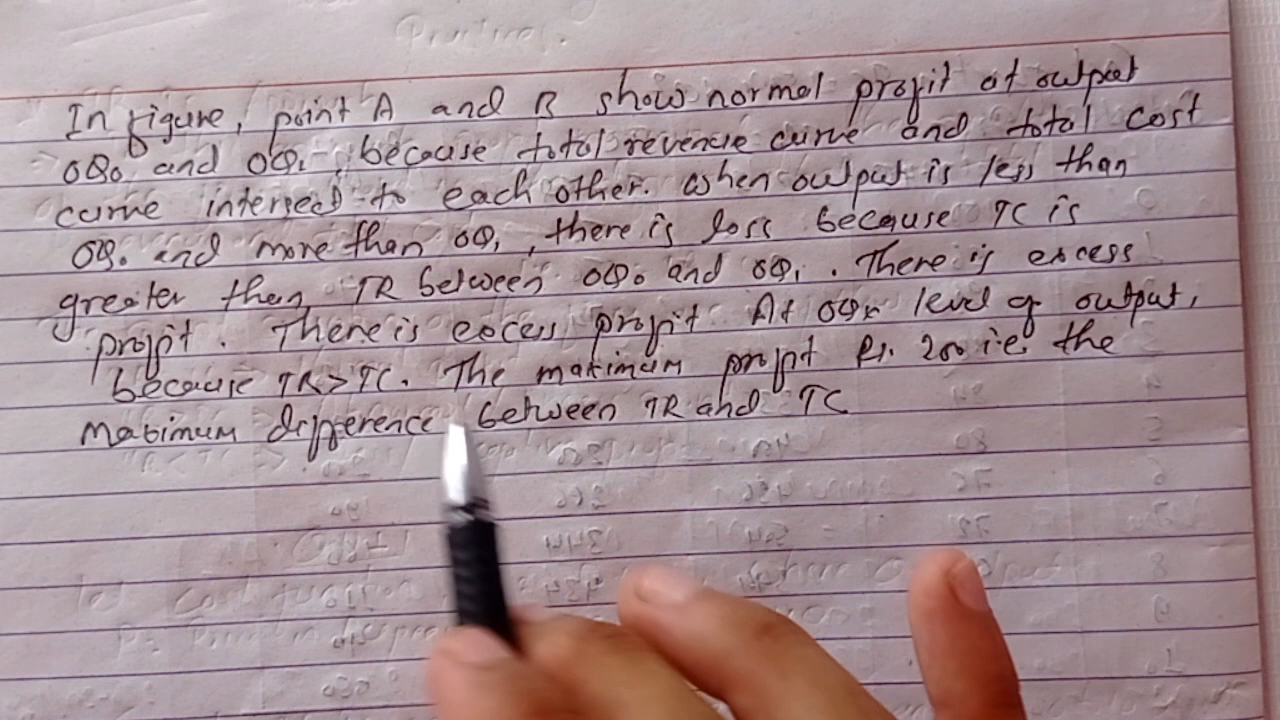 In figure, point A and B show normal profit at output
OQ₀ and OQ₁, because total revenue curve and total cost
curve intersect to each other. when output is less than
OQ₀ and more than OQ₁, there is loss because TC is
greater then TR between OQ₀ and OQ₁. There is excess
profit. There is excess profit At OQx level of output,
because TR>TC. The maximum profit Rs. 200 i.e. the
Maximum difference between TR and TC